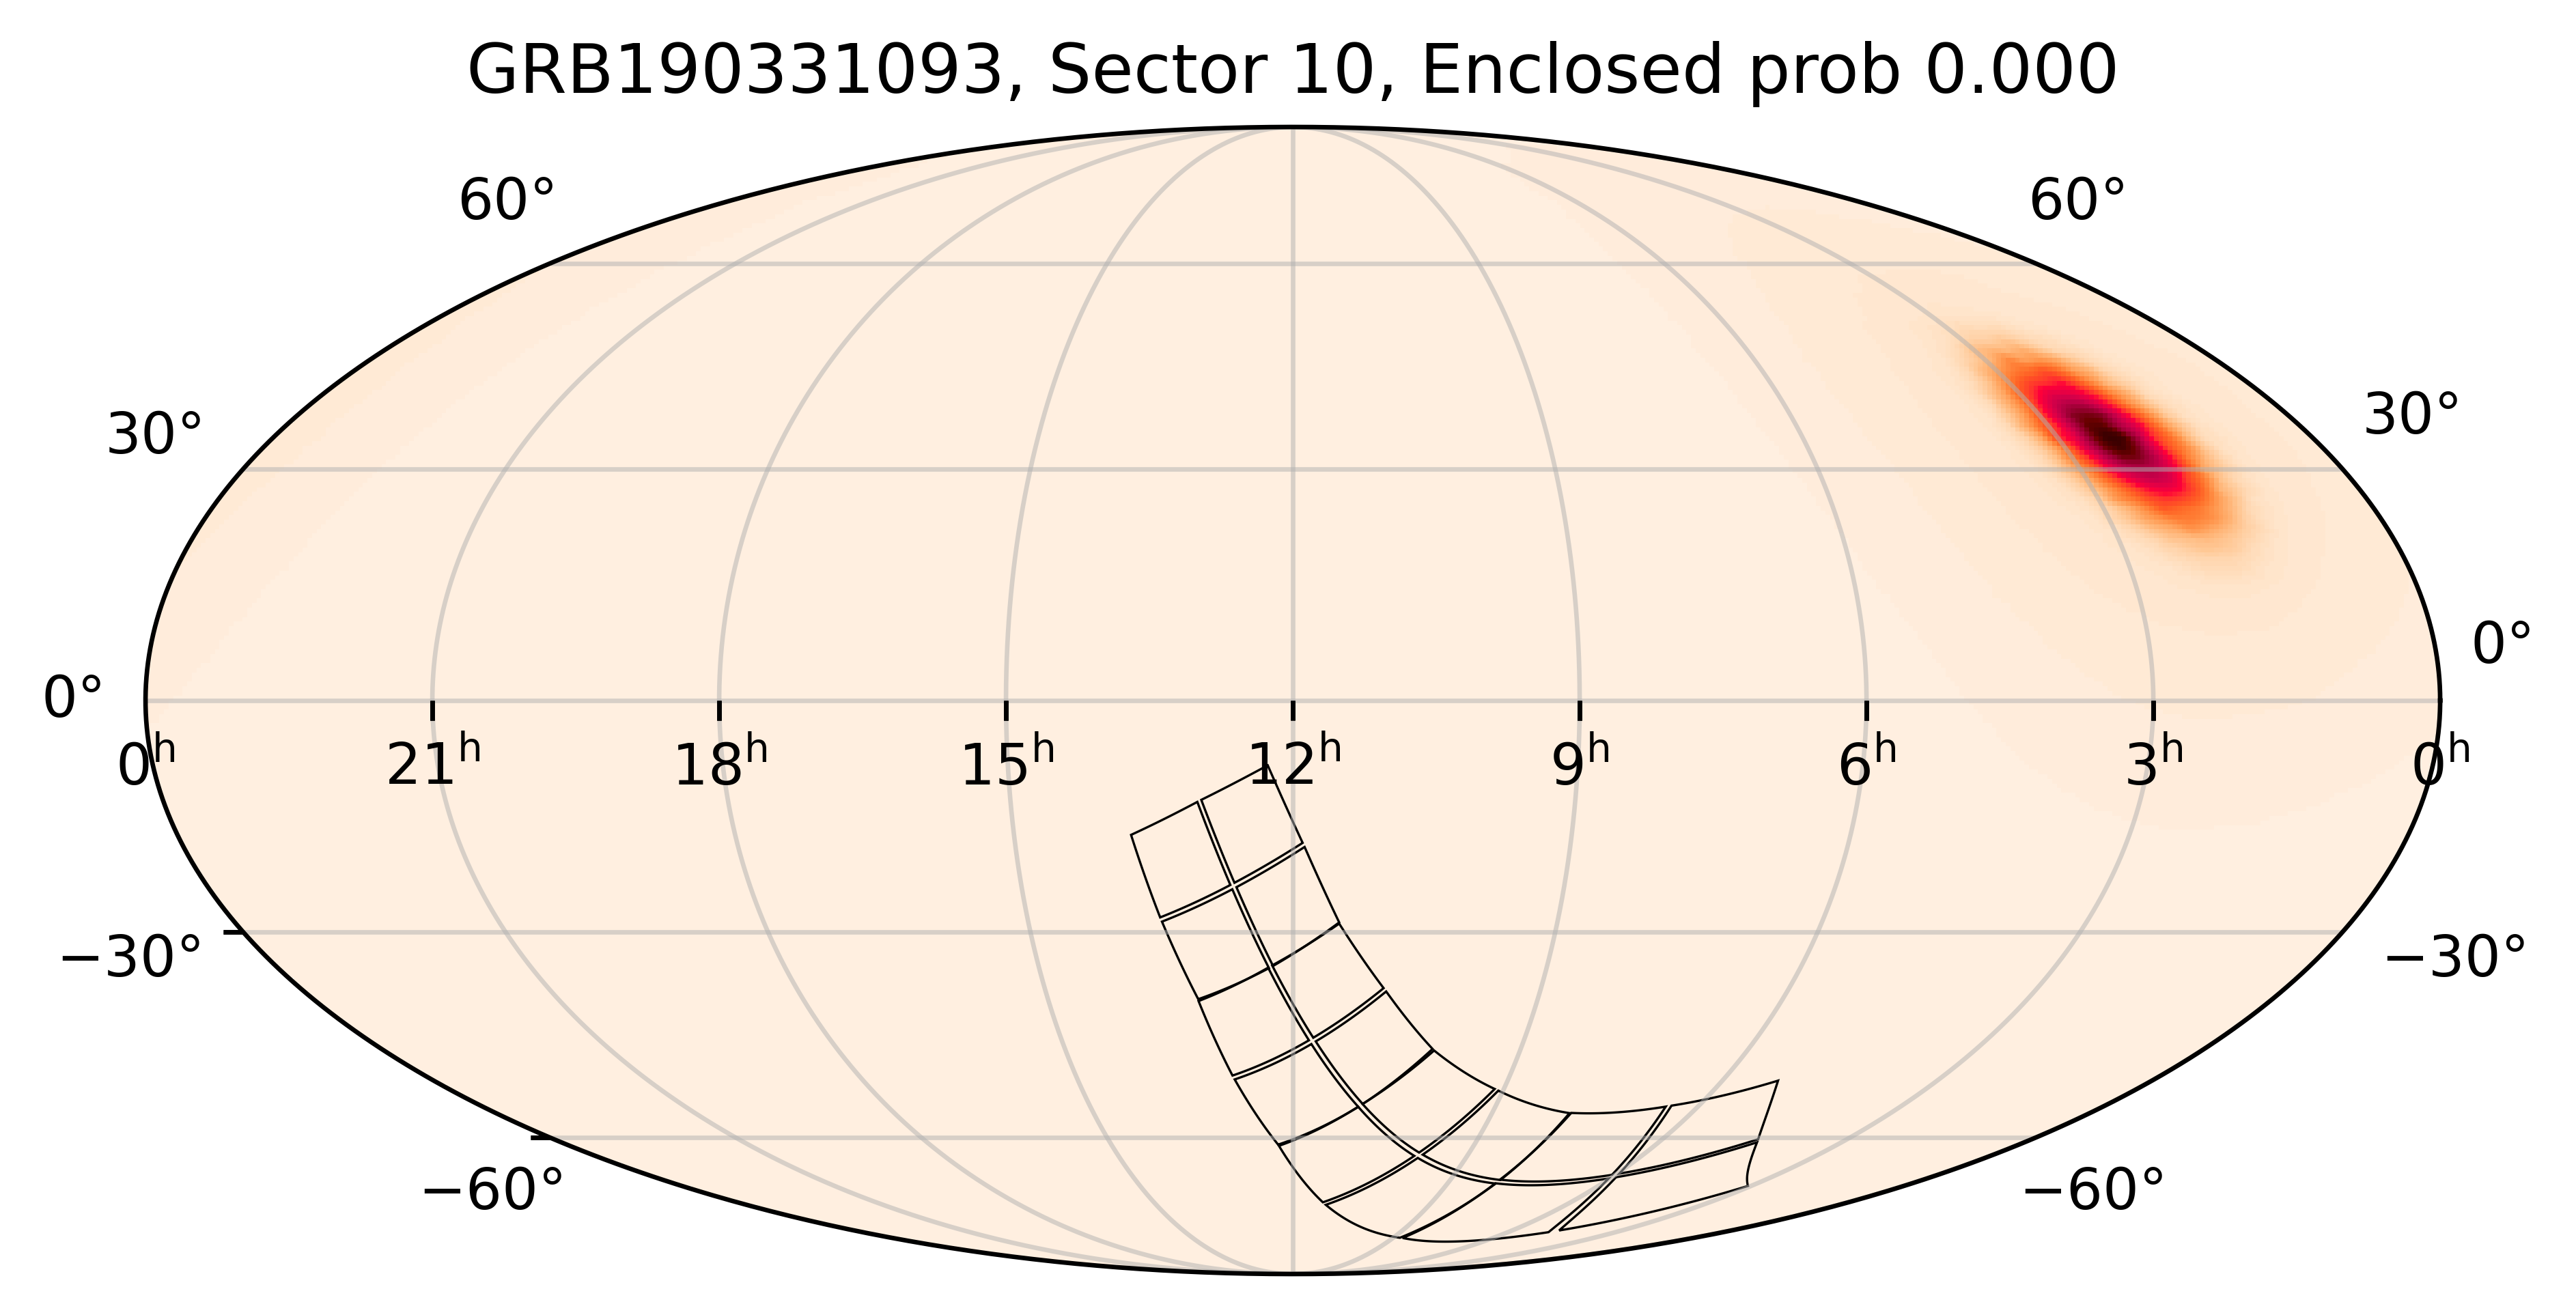 GRB190331093, Sector 10, Enclosed prob 0.000
60° 60°
30° 30°
0° 0°
0ʰ 21ʰ 18ʰ 15ʰ 12ʰ 9ʰ 6ʰ 3ʰ 0ʰ
−30° −30°
−60° −60°